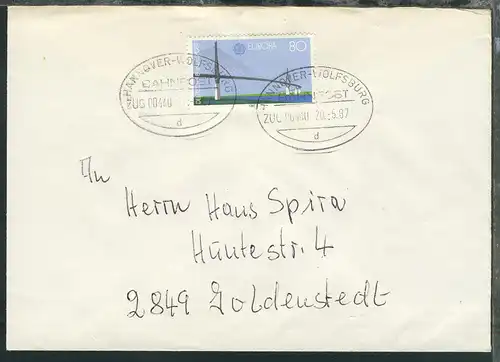 EUROPA 80
HANNOVER-WOLFSBURG
BAHNPOST
ZUG 00440
d
HANNOVER-WOLFSBURG
BAHNPOST
ZUG 00440 20.-5.87
d
An
Herrn Hans Spira
Huntestr. 4
2849 Goldenstedt